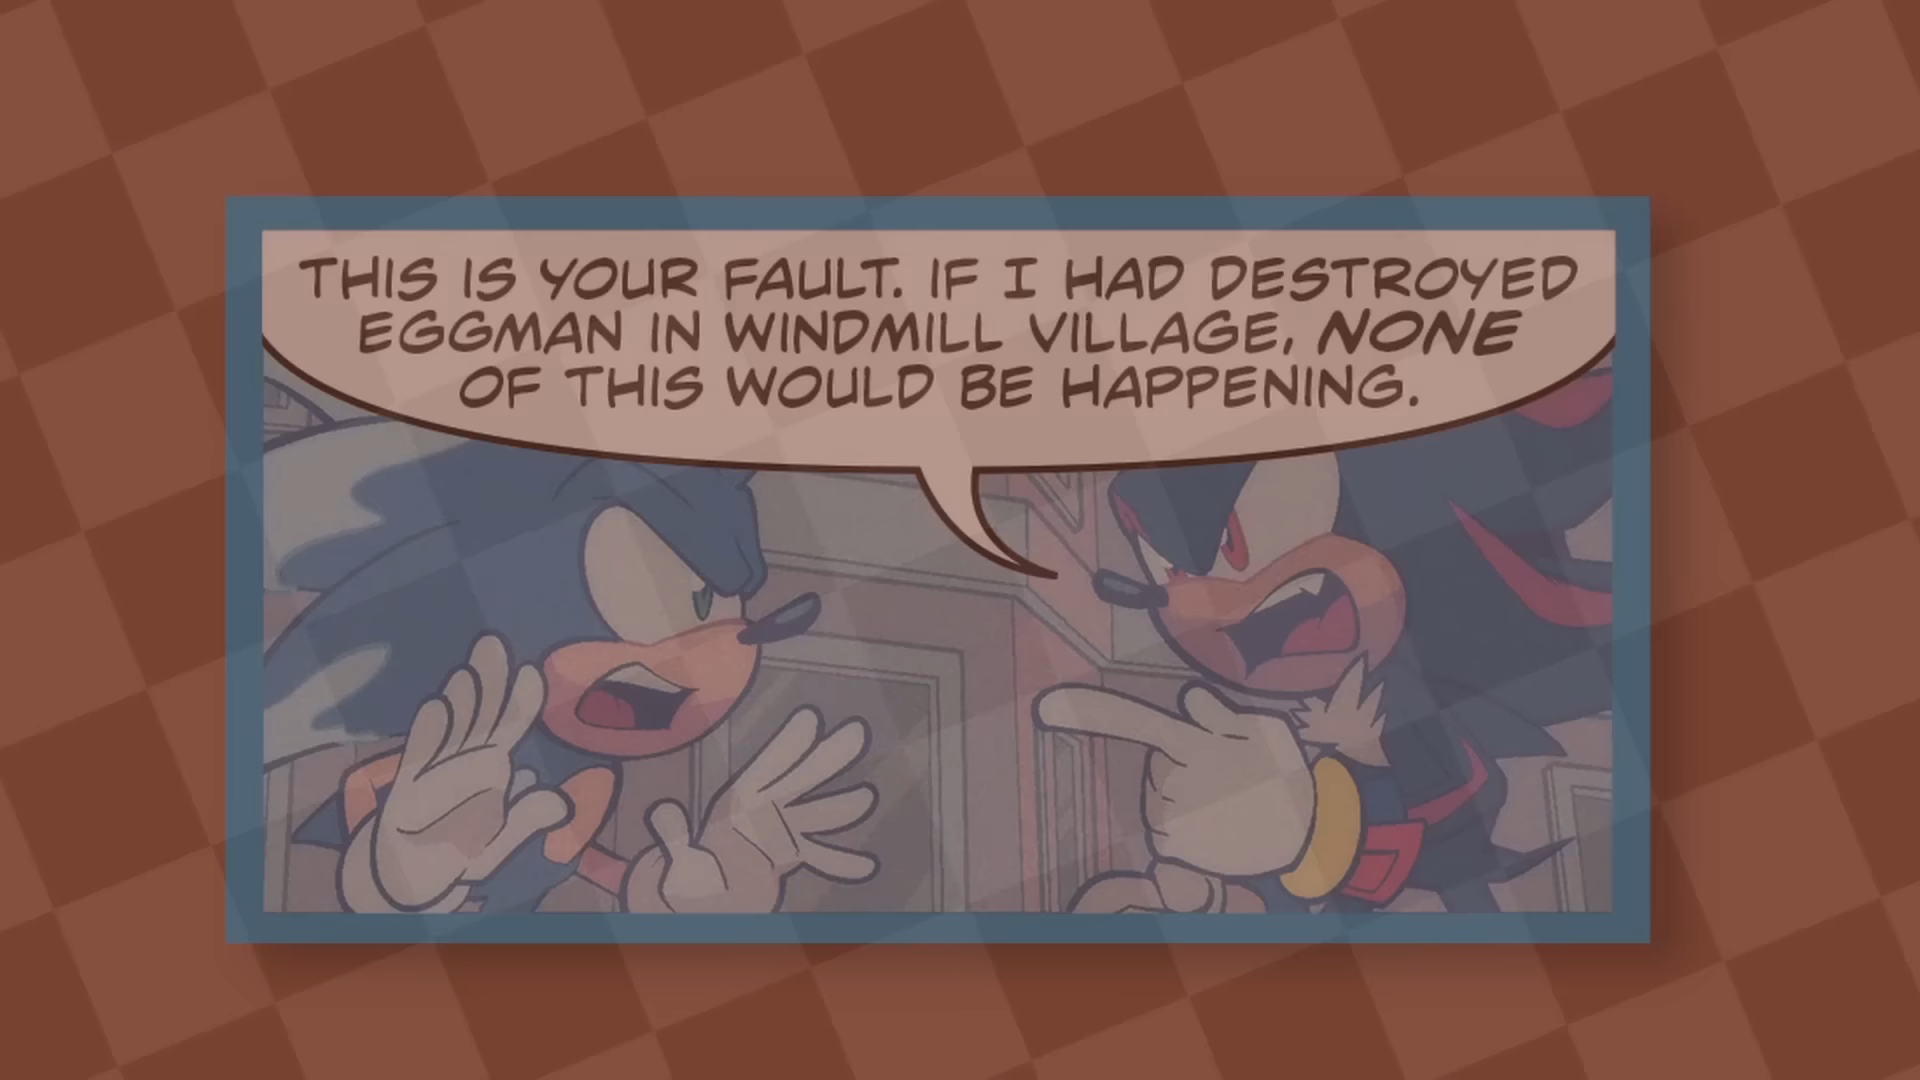 THIS IS YOUR FAULT. IF I HAD DESTROYED
EGGMAN IN WINDMILL VILLAGE, NONE
OF THIS WOULD BE HAPPENING.